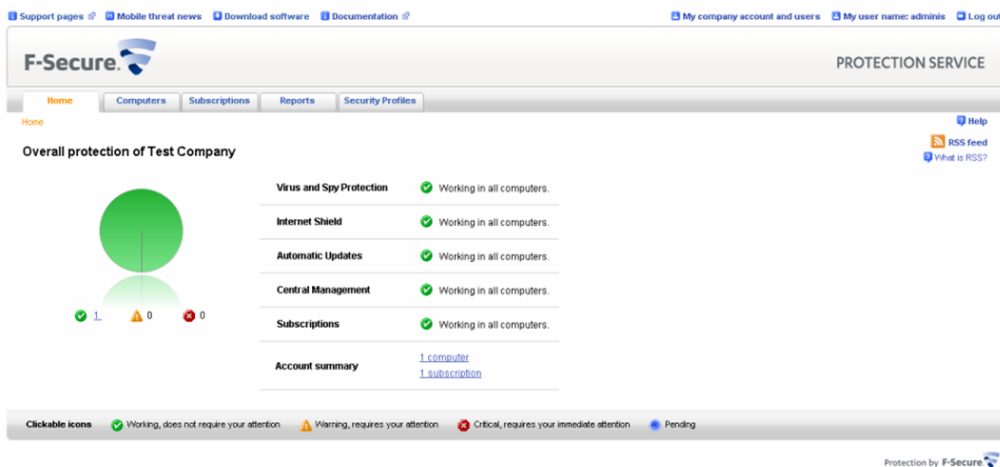 Support pages Mobile threat news Download software Documentation My company account and users My user name: adminis Log out
F-Secure. PROTECTION SERVICE
Home Computers Subscriptions Reports Security Profiles
Home Help
RSS feed
What is RSS?
Overall protection of Test Company
Virus and Spy Protection Working in all computers.
Internet Shield Working in all computers.
Automatic Updates Working in all computers.
Central Management Working in all computers.
1 0 0 Subscriptions Working in all computers.
Account summary 1 computer
1 subscription
Clickable icons Working, does not require your attention Warning, requires your attention Critical, requires your immediate attention Pending
Protection by F-Secure